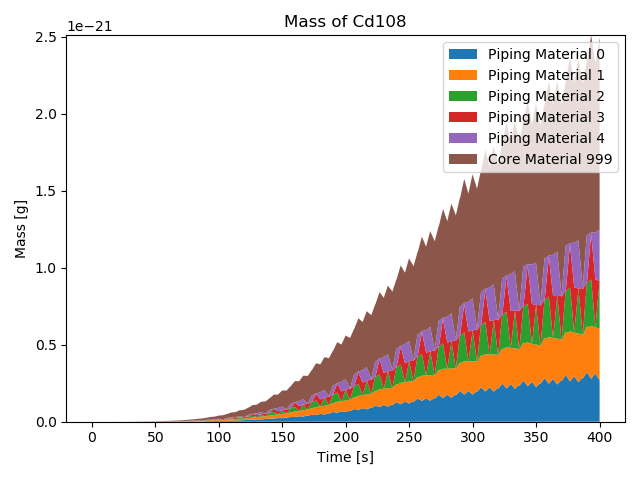 Mass of Cd108
1e−21
2.5
2.0
1.5
1.0
0.5
0.0
Mass [g]
Piping Material 0
Piping Material 1
Piping Material 2
Piping Material 3
Piping Material 4
Core Material 999
0 50 100 150 200 250 300 350 400
Time [s]